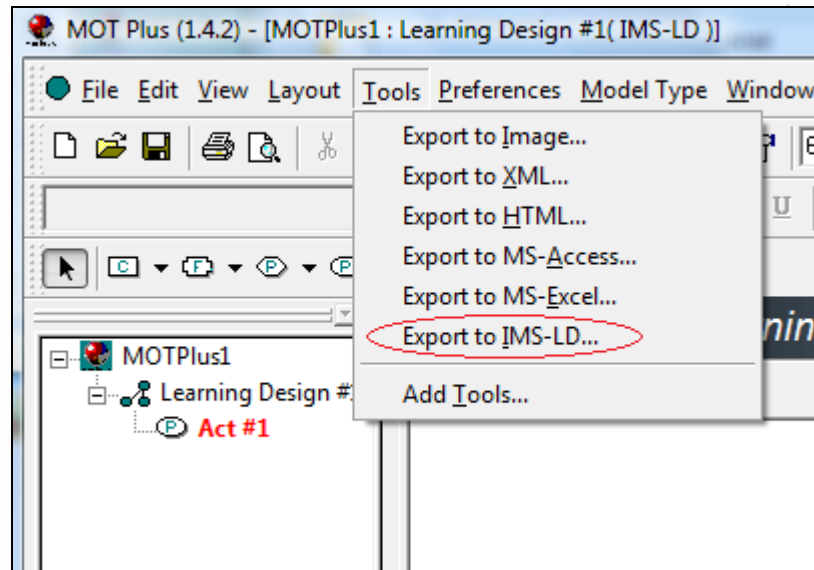 MOT Plus (1.4.2) - [MOTPlus1 : Learning Design #1( IMS-LD )]
File Edit View Layout Tools Preferences Model Type Window
Export to Image...
Export to XML...
Export to HTML...
U
Export to MS-Access...
C F P P
Export to MS-Excel...
Export to IMS-LD...
nin
MOTPlus1
Learning Design #
Add Tools...
P Act #1